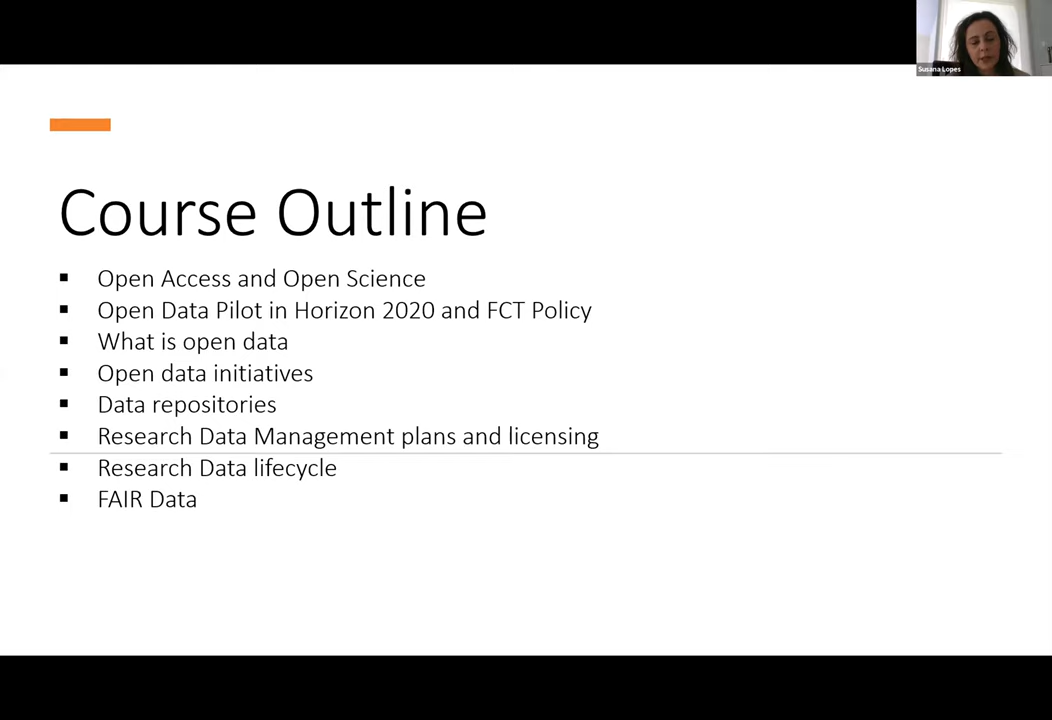 Susana Lopes
Course Outline
▪ Open Access and Open Science
▪ Open Data Pilot in Horizon 2020 and FCT Policy
▪ What is open data
▪ Open data initiatives
▪ Data repositories
▪ Research Data Management plans and licensing
▪ Research Data lifecycle
▪ FAIR Data